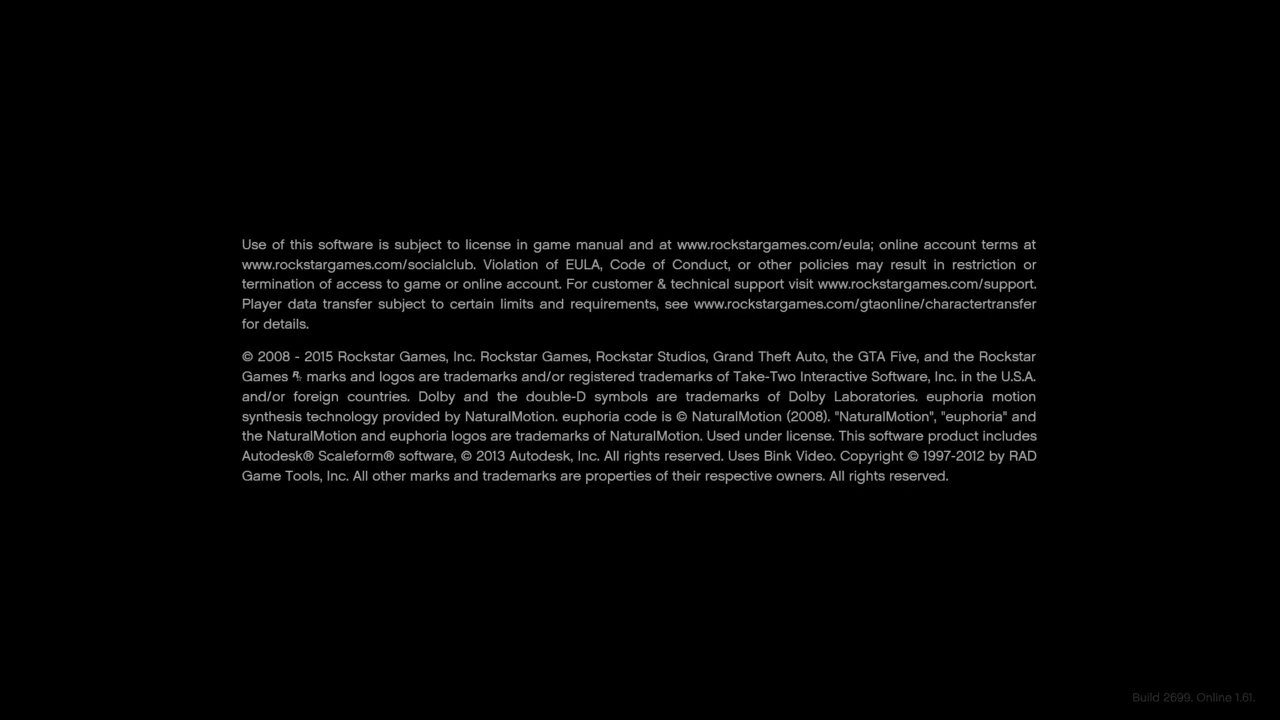 Use of this software is subject to license in game manual and at www.rockstargames.com/eula; online account terms at
www.rockstargames.com/socialclub. Violation of EULA, Code of Conduct, or other policies may result in restriction or
termination of access to game or online account. For customer & technical support visit www.rockstargames.com/support.
Player data transfer subject to certain limits and requirements, see www.rockstargames.com/gtaonline/charactertransfer
for details.
© 2008 - 2015 Rockstar Games, Inc. Rockstar Games, Rockstar Studios, Grand Theft Auto, the GTA Five, and the Rockstar
Games R* marks and logos are trademarks and/or registered trademarks of Take-Two Interactive Software, Inc. in the U.S.A.
and/or foreign countries. Dolby and the double-D symbols are trademarks of Dolby Laboratories. euphoria motion
synthesis technology provided by NaturalMotion. euphoria code is © NaturalMotion (2008). "NaturalMotion", "euphoria" and
the NaturalMotion and euphoria logos are trademarks of NaturalMotion. Used under license. This software product includes
Autodesk® Scaleform® software, © 2013 Autodesk, Inc. All rights reserved. Uses Bink Video. Copyright © 1997-2012 by RAD
Game Tools, Inc. All other marks and trademarks are properties of their respective owners. All rights reserved.
Build 2699. Online 1.61.